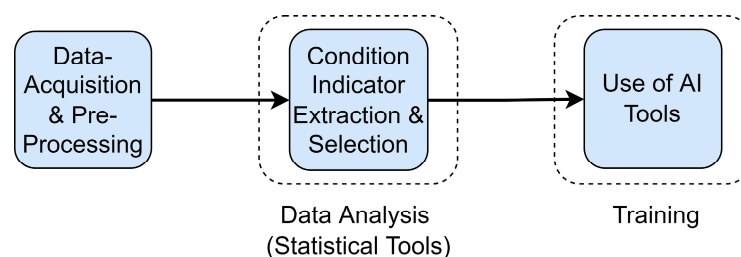 Data-
Acquisition
& Pre-
Processing
Condition
Indicator
Extraction &
Selection
Use of AI
Tools
Data Analysis
(Statistical Tools)
Training